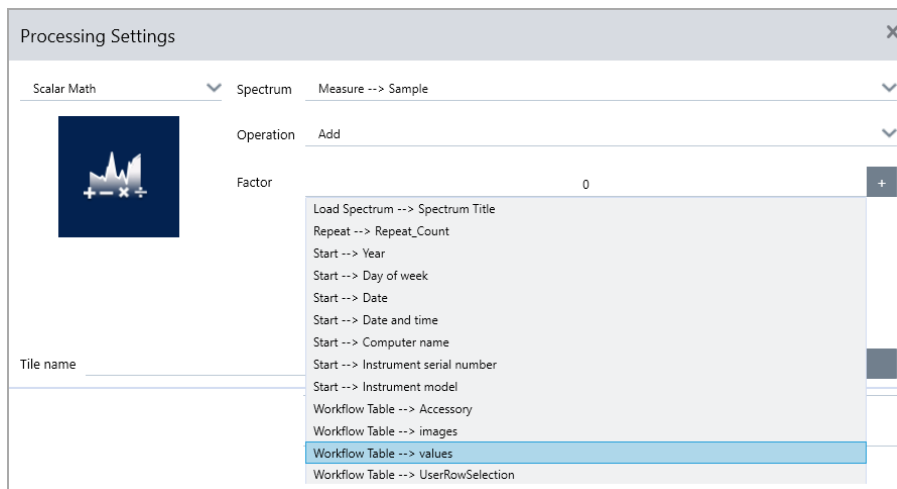 Processing Settings
Scalar Math
Spectrum
Measure --> Sample
Operation
Add
Factor
0
+
Load Spectrum --> Spectrum Title
Repeat --> Repeat_Count
Start --> Year
Start --> Day of week
Start --> Date
Start --> Date and time
Start --> Computer name
Start --> Instrument serial number
Start --> Instrument model
Workflow Table --> Accessory
Workflow Table --> images
Workflow Table --> values
Workflow Table --> UserRowSelection
Tile name